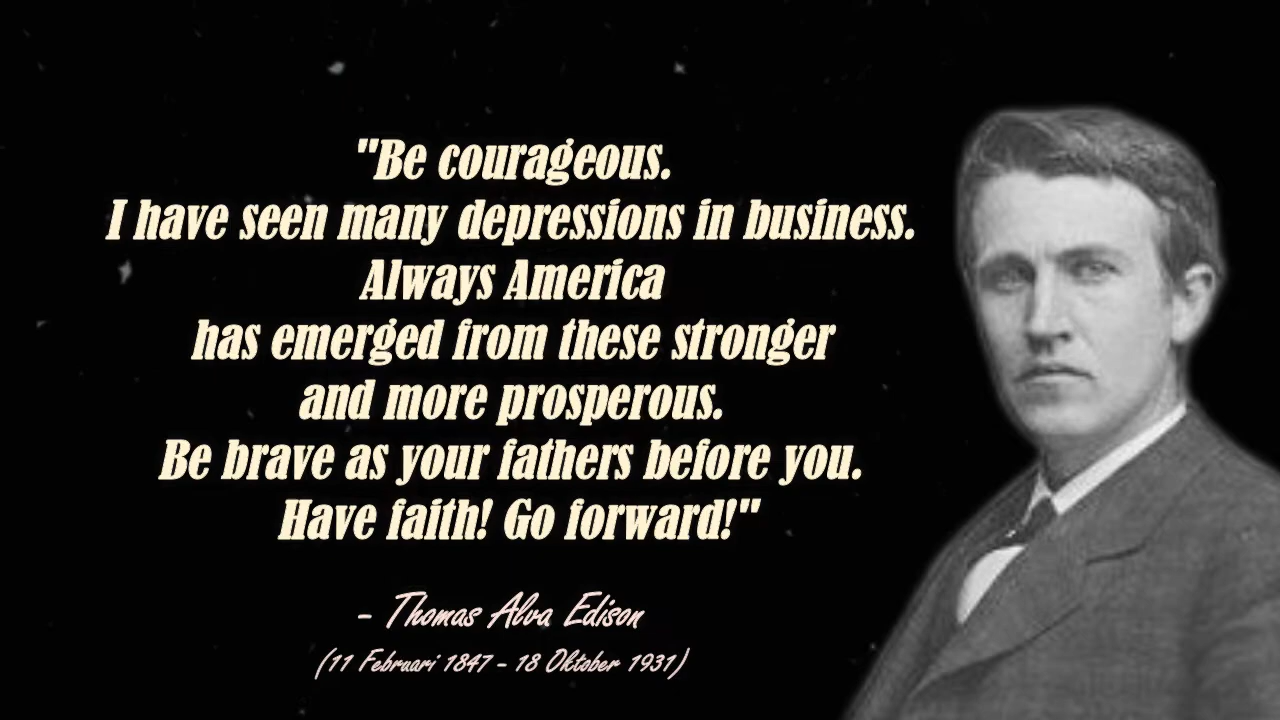 "Be courageous.
I have seen many depressions in business.
Always America
has emerged from these stronger
and more prosperous.
Be brave as your fathers before you.
Have faith! Go forward!"
- Thomas Alva Edison
(11 Februari 1847 - 18 Oktober 1931)